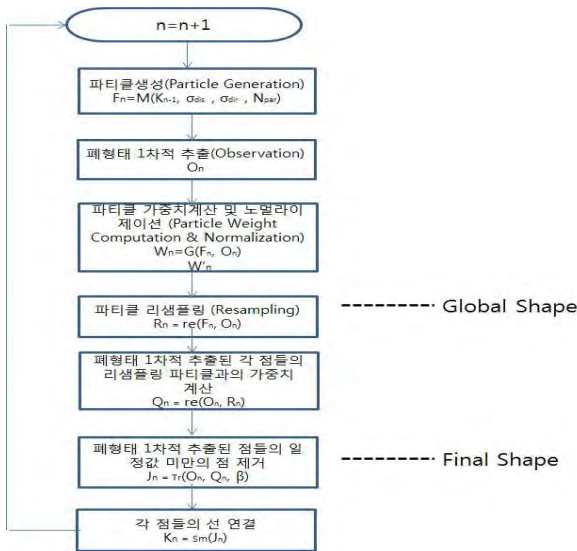 n=n+1
파티클생성(Particle Generation)
Fn=M(Kn-1, σdis , σdir , Npar)
폐형태 1차적 추출(Observation)
On
파티클 가중치계산 및 노멀라이
제이션 (Particle Weight
Computation & Normalization)
Wn=G(Fn, On)
W'n
파티클 리샘플링 (Resampling)
Rn = re(Fn, On)
Global Shape
폐형태 1차적 추출된 각 점들의
리샘플링 파티클과의 가중치
계산
Qn = re(On, Rn)
폐형태 1차적 추출된 점들의 일
정값 미만의 점 제거
Jn = Tr(On, Qn, β)
Final Shape
각 점들의 선 연결
Kn = sm(Jn)